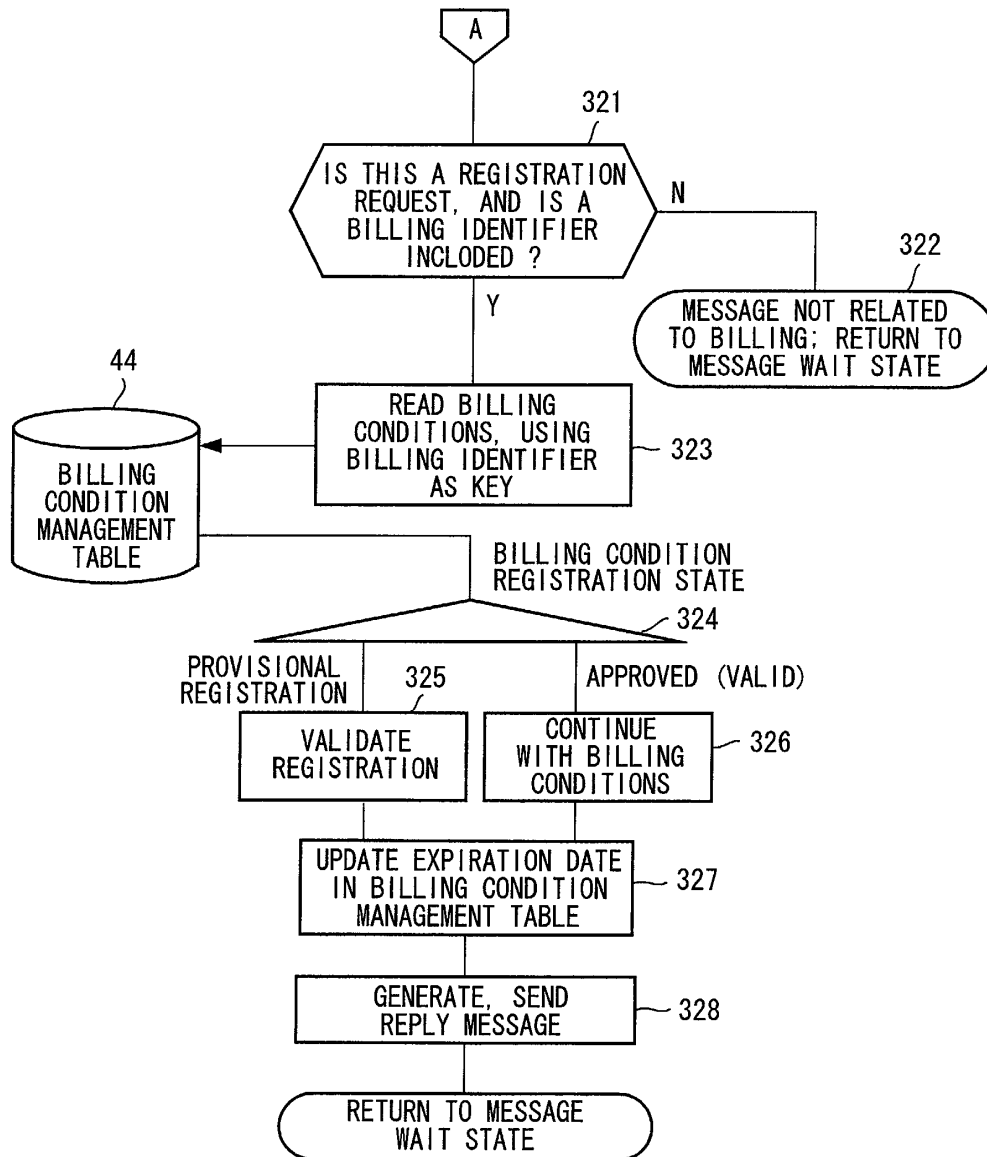 A
321
IS THIS A REGISTRATION
REQUEST, AND IS A
BILLING IDENTIFIER
INCLODED ?
N
322
MESSAGE NOT RELATED
TO BILLING; RETURN TO
MESSAGE WAIT STATE
Y
44
BILLING
CONDITION
MANAGEMENT
TABLE
READ BILLING
CONDITIONS, USING
BILLING IDENTIFIER
AS KEY
323
BILLING CONDITION
REGISTRATION STATE
324
PROVISIONAL
REGISTRATION
325
APPROVED (VALID)
VALIDATE
REGISTRATION
CONTINUE
WITH BILLING
CONDITIONS
326
UPDATE EXPIRATION DATE
IN BILLING CONDITION
MANAGEMENT TABLE
327
GENERATE, SEND
REPLY MESSAGE
328
RETURN TO MESSAGE
WAIT STATE